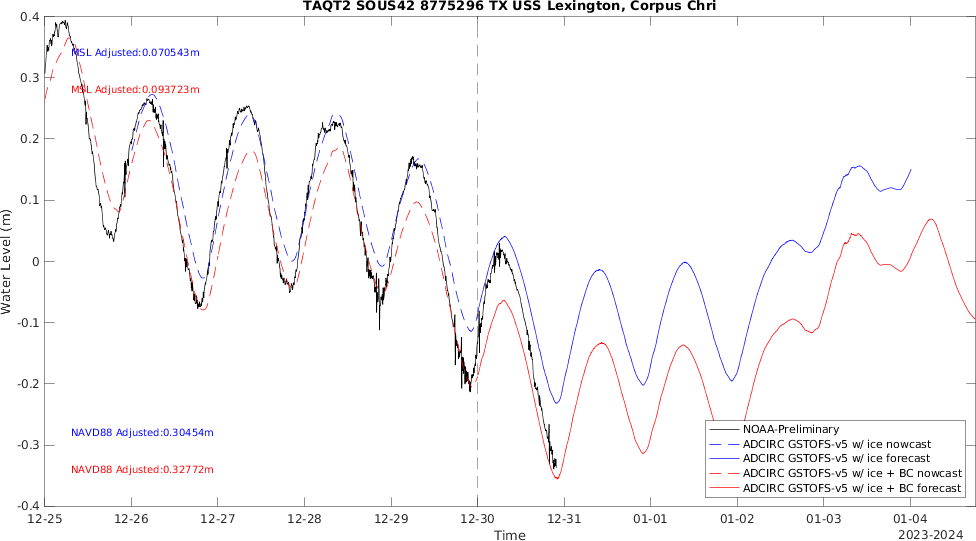 TAQT2 SOUS42 8775296 TX USS Lexington, Corpus Chri
Water Level (m)
0.4
0.3
0.2
0.1
0
-0.1
-0.2
-0.3
-0.4
MSL Adjusted:0.070543m
MSL Adjusted:0.093723m
NAVD88 Adjusted:0.30454m
NAVD88 Adjusted:0.32772m
NOAA-Preliminary
ADCIRC GSTOFS-v5 w/ ice nowcast
ADCIRC GSTOFS-v5 w/ ice forecast
ADCIRC GSTOFS-v5 w/ ice + BC nowcast
ADCIRC GSTOFS-v5 w/ ice + BC forecast
12-25 12-26 12-27 12-28 12-29 12-30 12-31 01-01 01-02 01-03 01-04
2023-2024
Time